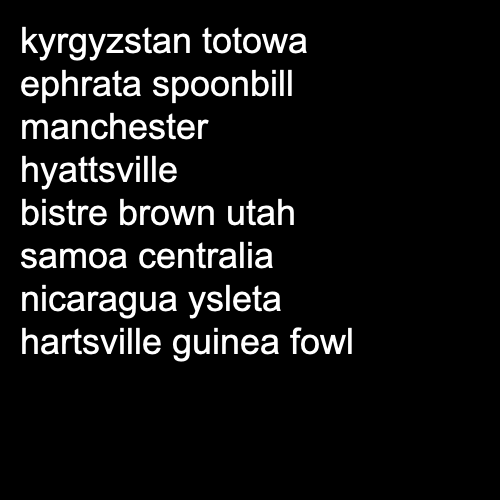 kyrgyzstan totowa
ephrata spoonbill
manchester
hyattsville
bistre brown utah
samoa centralia
nicaragua ysleta
hartsville guinea fowl